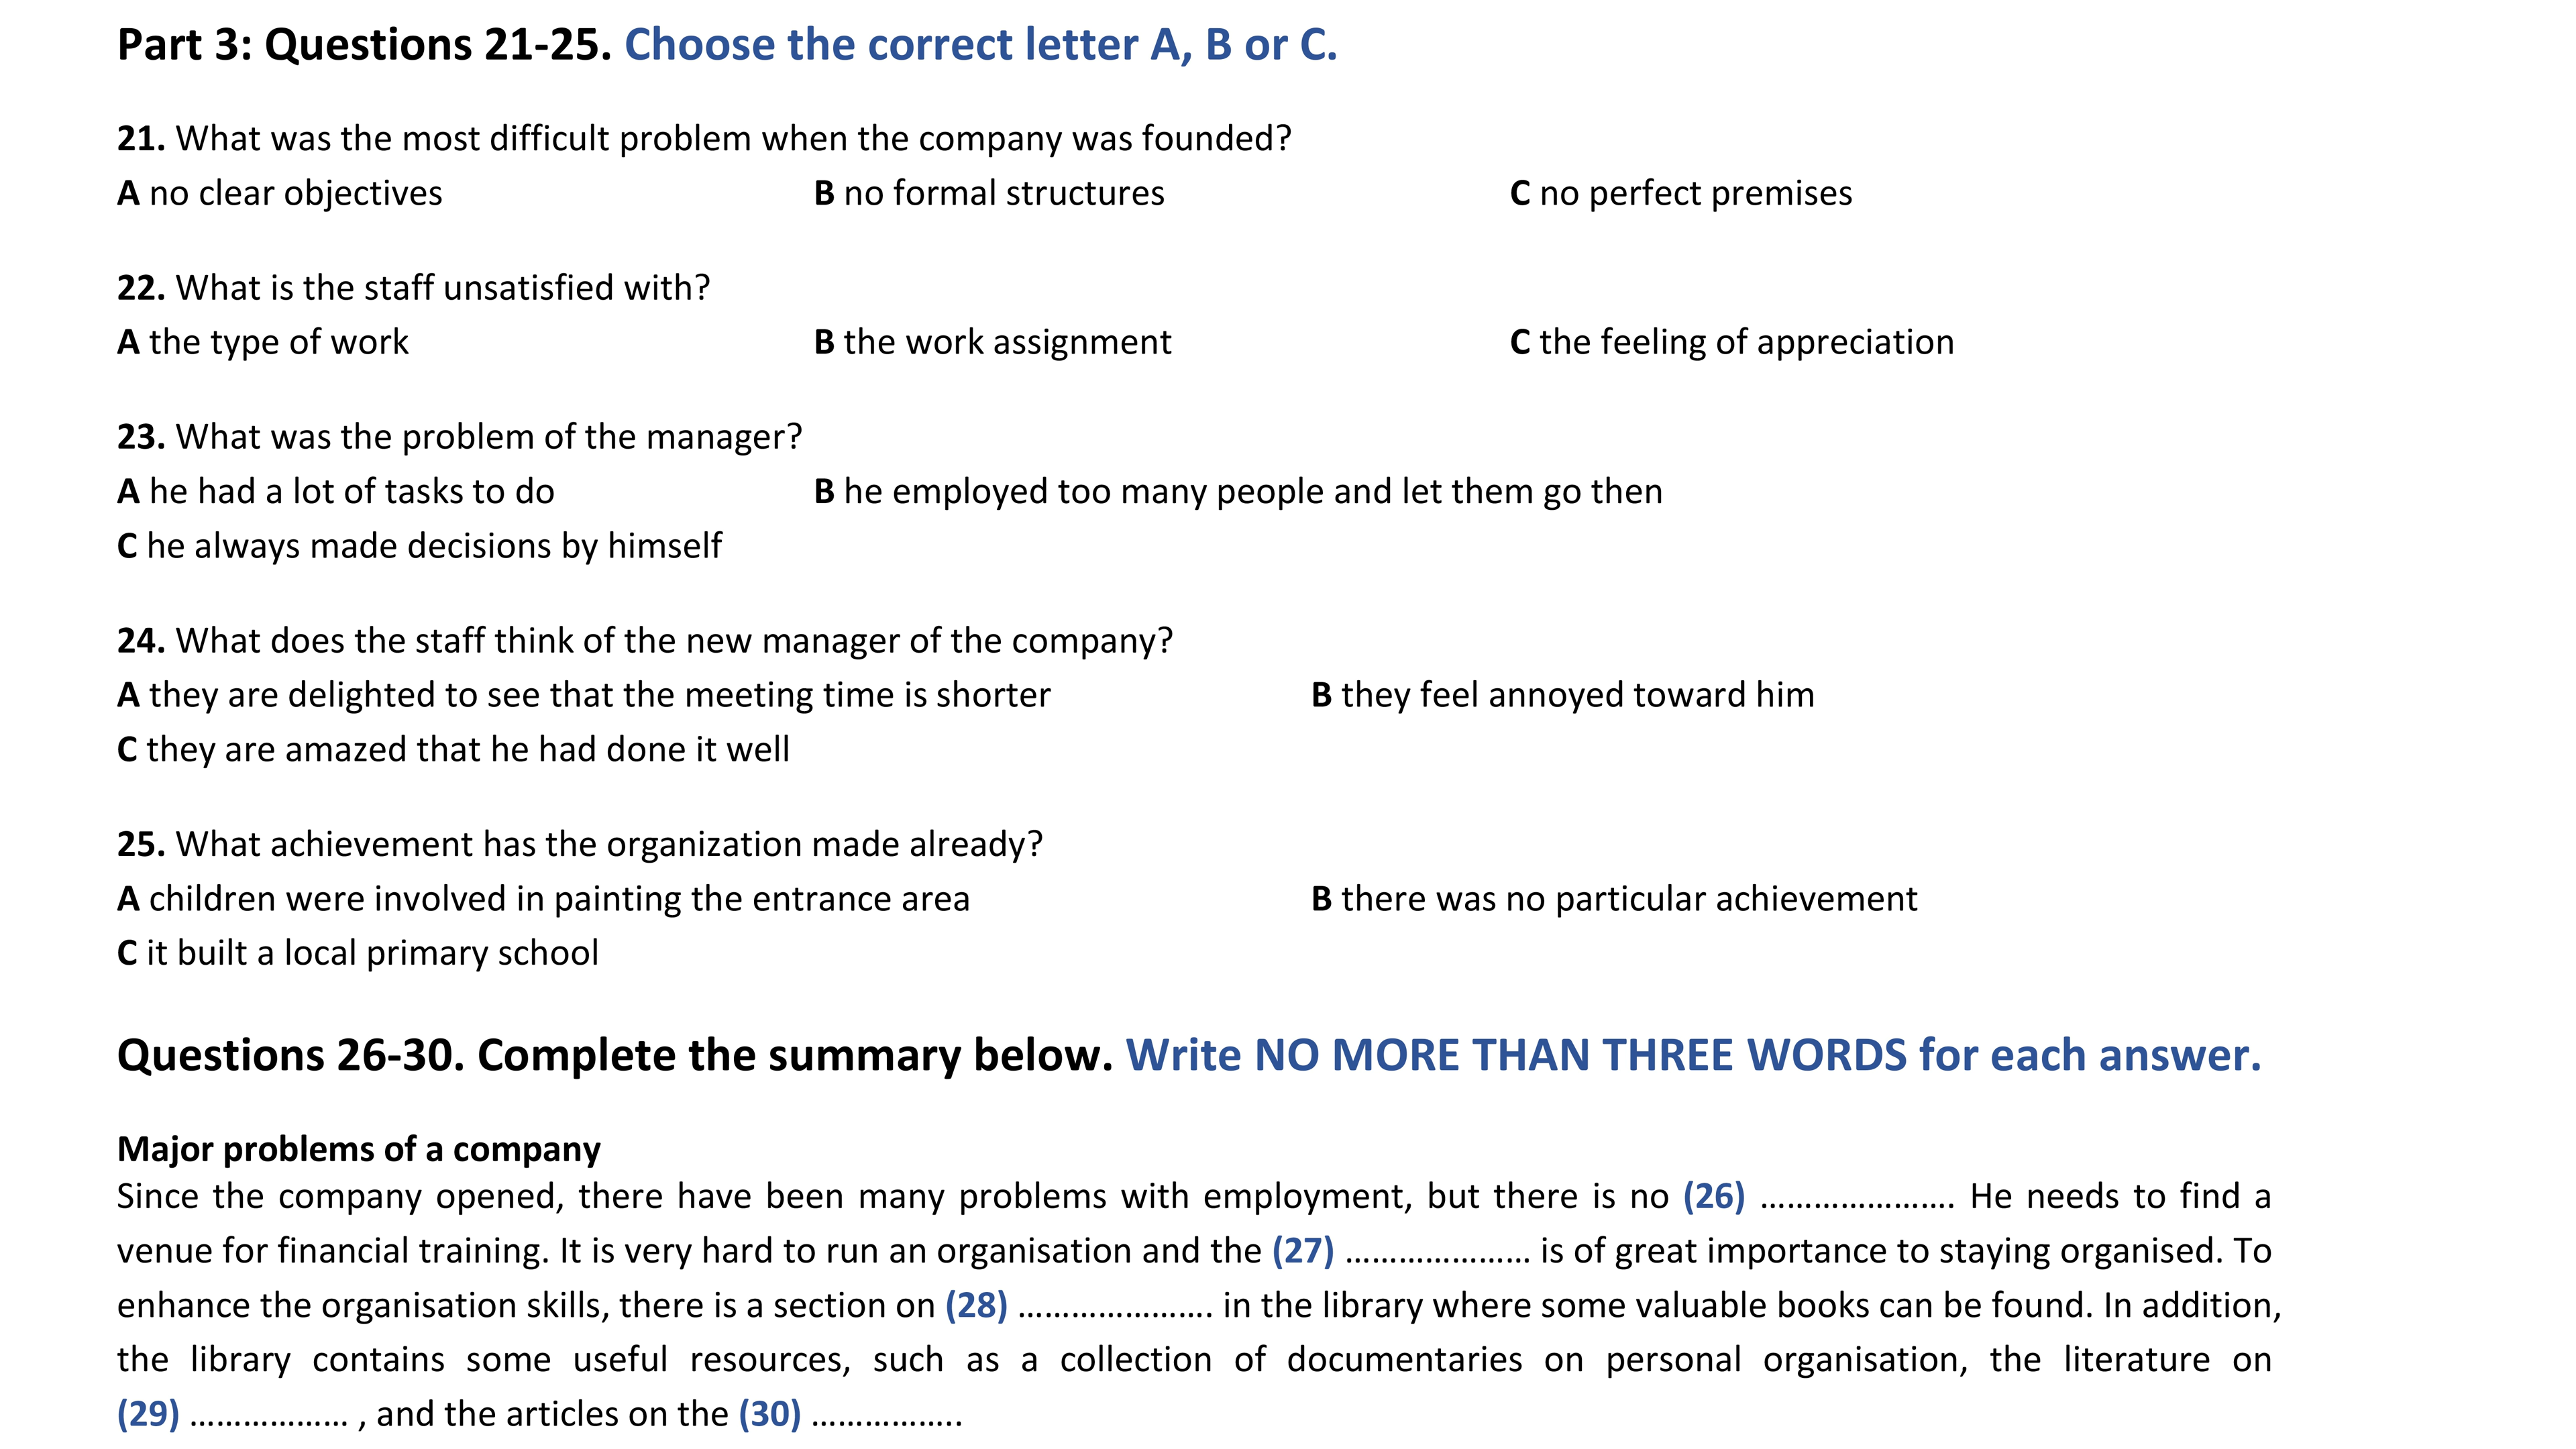 Part 3: Questions 21-25. Choose the correct letter A, B or C.
21. What was the most difficult problem when the company was founded?
A no clear objectives B no formal structures C no perfect premises
22. What is the staff unsatisfied with?
A the type of work B the work assignment C the feeling of appreciation
23. What was the problem of the manager?
A he had a lot of tasks to do B he employed too many people and let them go then
C he always made decisions by himself
24. What does the staff think of the new manager of the company?
A they are delighted to see that the meeting time is shorter B they feel annoyed toward him
C they are amazed that he had done it well
25. What achievement has the organization made already?
A children were involved in painting the entrance area B there was no particular achievement
C it built a local primary school
Questions 26-30. Complete the summary below. Write NO MORE THAN THREE WORDS for each answer.
Major problems of a company
Since the company opened, there have been many problems with employment, but there is no (26) …………………. He needs to find a
venue for financial training. It is very hard to run an organisation and the (27) ………………… is of great importance to staying organised. To
enhance the organisation skills, there is a section on (28) …………………. in the library where some valuable books can be found. In addition,
the library contains some useful resources, such as a collection of documentaries on personal organisation, the literature on
(29) ……………… , and the articles on the (30) ……………..